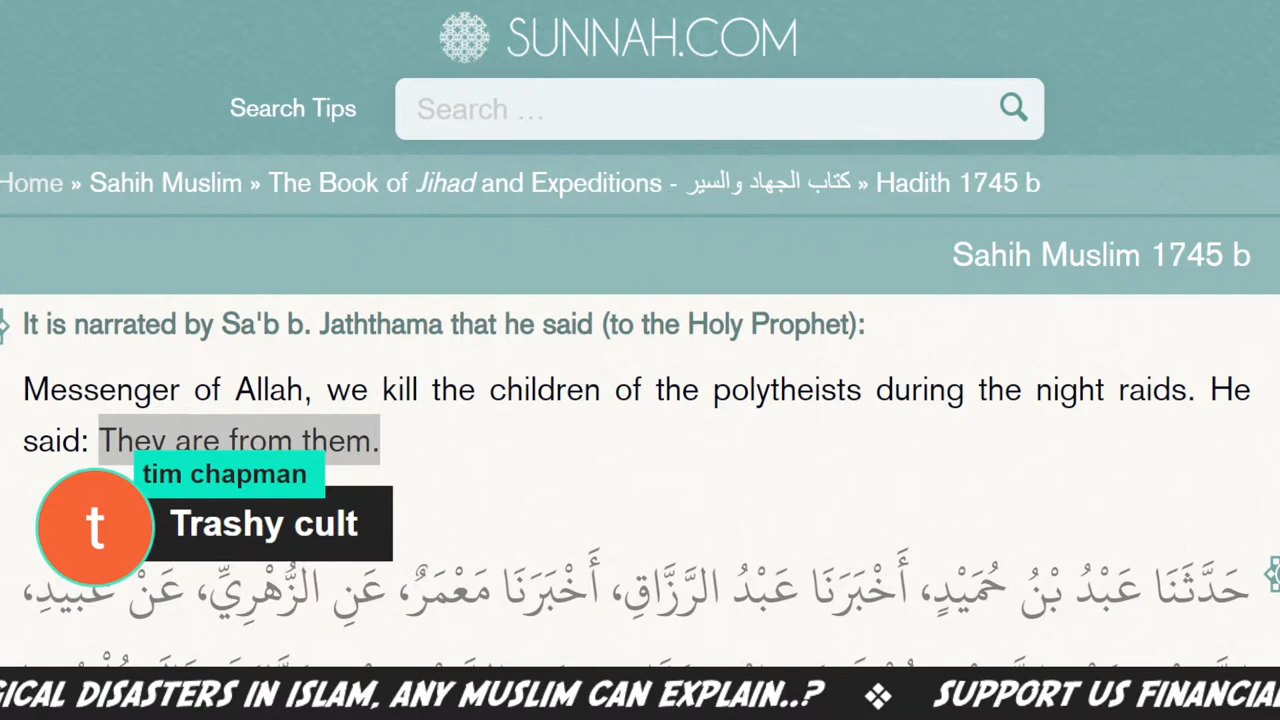 SUNNAH.COM
Search Tips
Search ...
Home » Sahih Muslim » The Book of Jihad and Expeditions - كتاب الجهاد والسير » Hadith 1745 b
Sahih Muslim 1745 b
It is narrated by Sa'b b. Jaththama that he said (to the Holy Prophet):
Messenger of Allah, we kill the children of the polytheists during the night raids. He
said: They are from them.
tim chapman
t
Trashy cult
حَدَّثَنَا عَبْدُ بْنُ حُمَيْدٍ، أَخْبَرَنَا عَبْدُ الرَّزَّاقِ، أَخْبَرَنَا مَعْمَرٌ، عَنِ الزُّهْرِيِّ، عَنْ عُبَيْدِ،
GICAL DISASTERS IN ISLAM, ANY MUSLIM CAN EXPLAIN..? ❖ SUPPORT US FINANCIAL